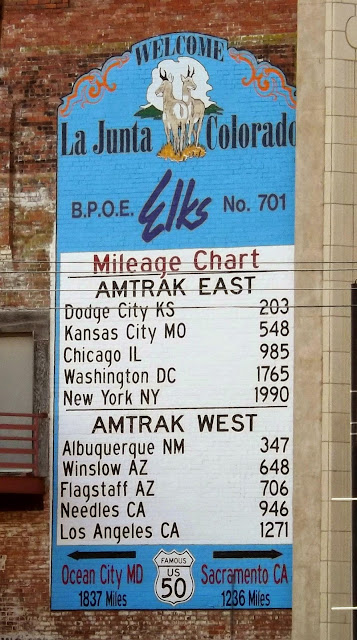 WELCOME
La Junta Colorado
B.P.O.E. Elks No. 701
Mileage Chart
AMTRAK EAST
Dodge City KS 203
Kansas City MO 548
Chicago IL 985
Washington DC 1765
New York NY 1990
AMTRAK WEST
Albuquerque NM 347
Winslow AZ 648
Flagstaff AZ 706
Needles CA 946
Los Angeles CA 1271
FAMOUS
US
50
Ocean City MD
1837 Miles
Sacramento CA
1236 Miles